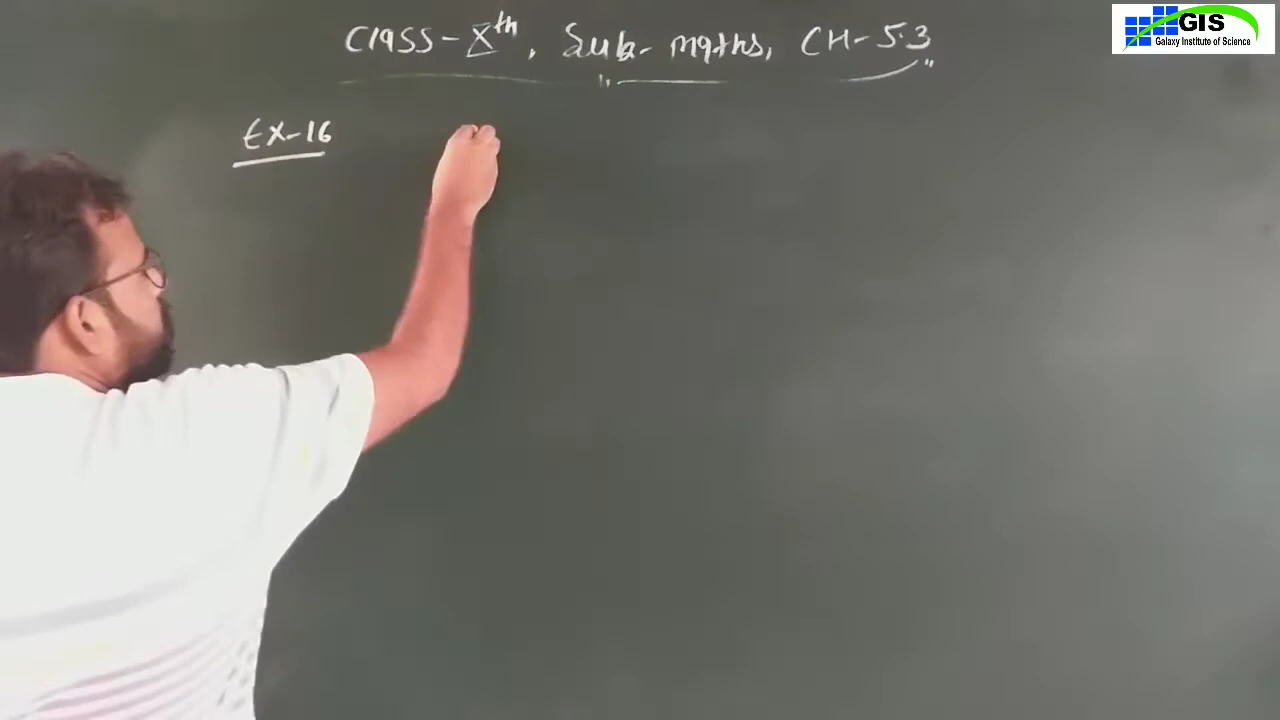 Class-Xth, Sub- maths, CH-5.3
Ex-16
GIS
Galaxy Institute of Science